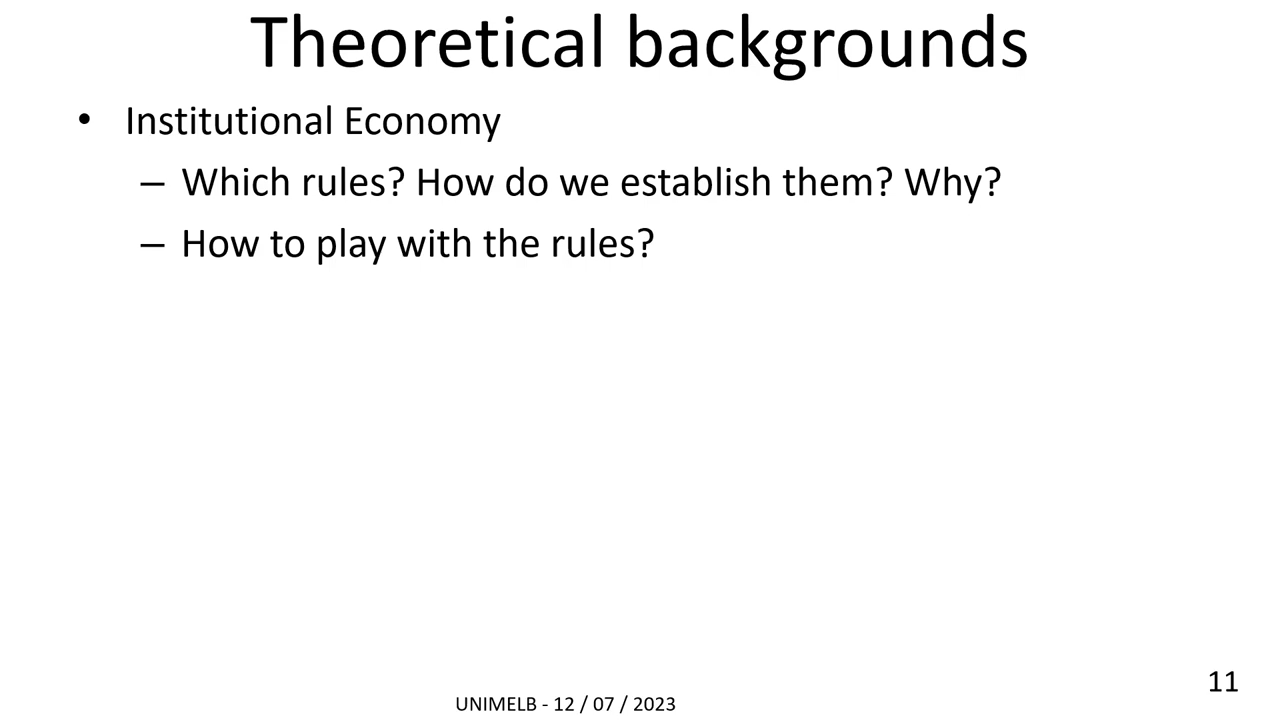 Theoretical backgrounds
• Institutional Economy
– Which rules? How do we establish them? Why?
– How to play with the rules?
11
UNIMELB - 12 / 07 / 2023